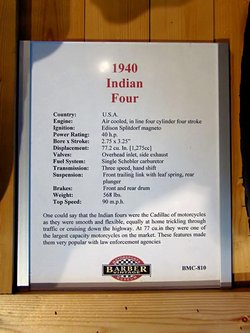 1940
Indian
Four
Country: U.S.A.
Engine: Air cooled, in line four cylinder four stroke
Ignition: Edison Splitdorf magneto
Power Rating: 40 h.p.
Bore x Stroke: 2.75 x 3.25"
Displacement: 77.2 cu. In. [1,275cc]
Valves: Overhead inlet, side exhaust
Fuel System: Single Schebler carburetor
Transmission: Three speed, hand shift
Suspension: Front trailing link with leaf spring, rear
plunger
Brakes: Front and rear drum
Weight: 568 lbs.
Top Speed: 90 m.p.h.
One could say that the Indian fours were the Cadillac of motorcycles
as they were smooth and flexible, equally at home trickling through
traffic or cruising down the highway. At 77 cu.in they were one of
the largest capacity motorcycles on the market. These features made
them very popular with law enforcement agencies
BARBER
BMC-810